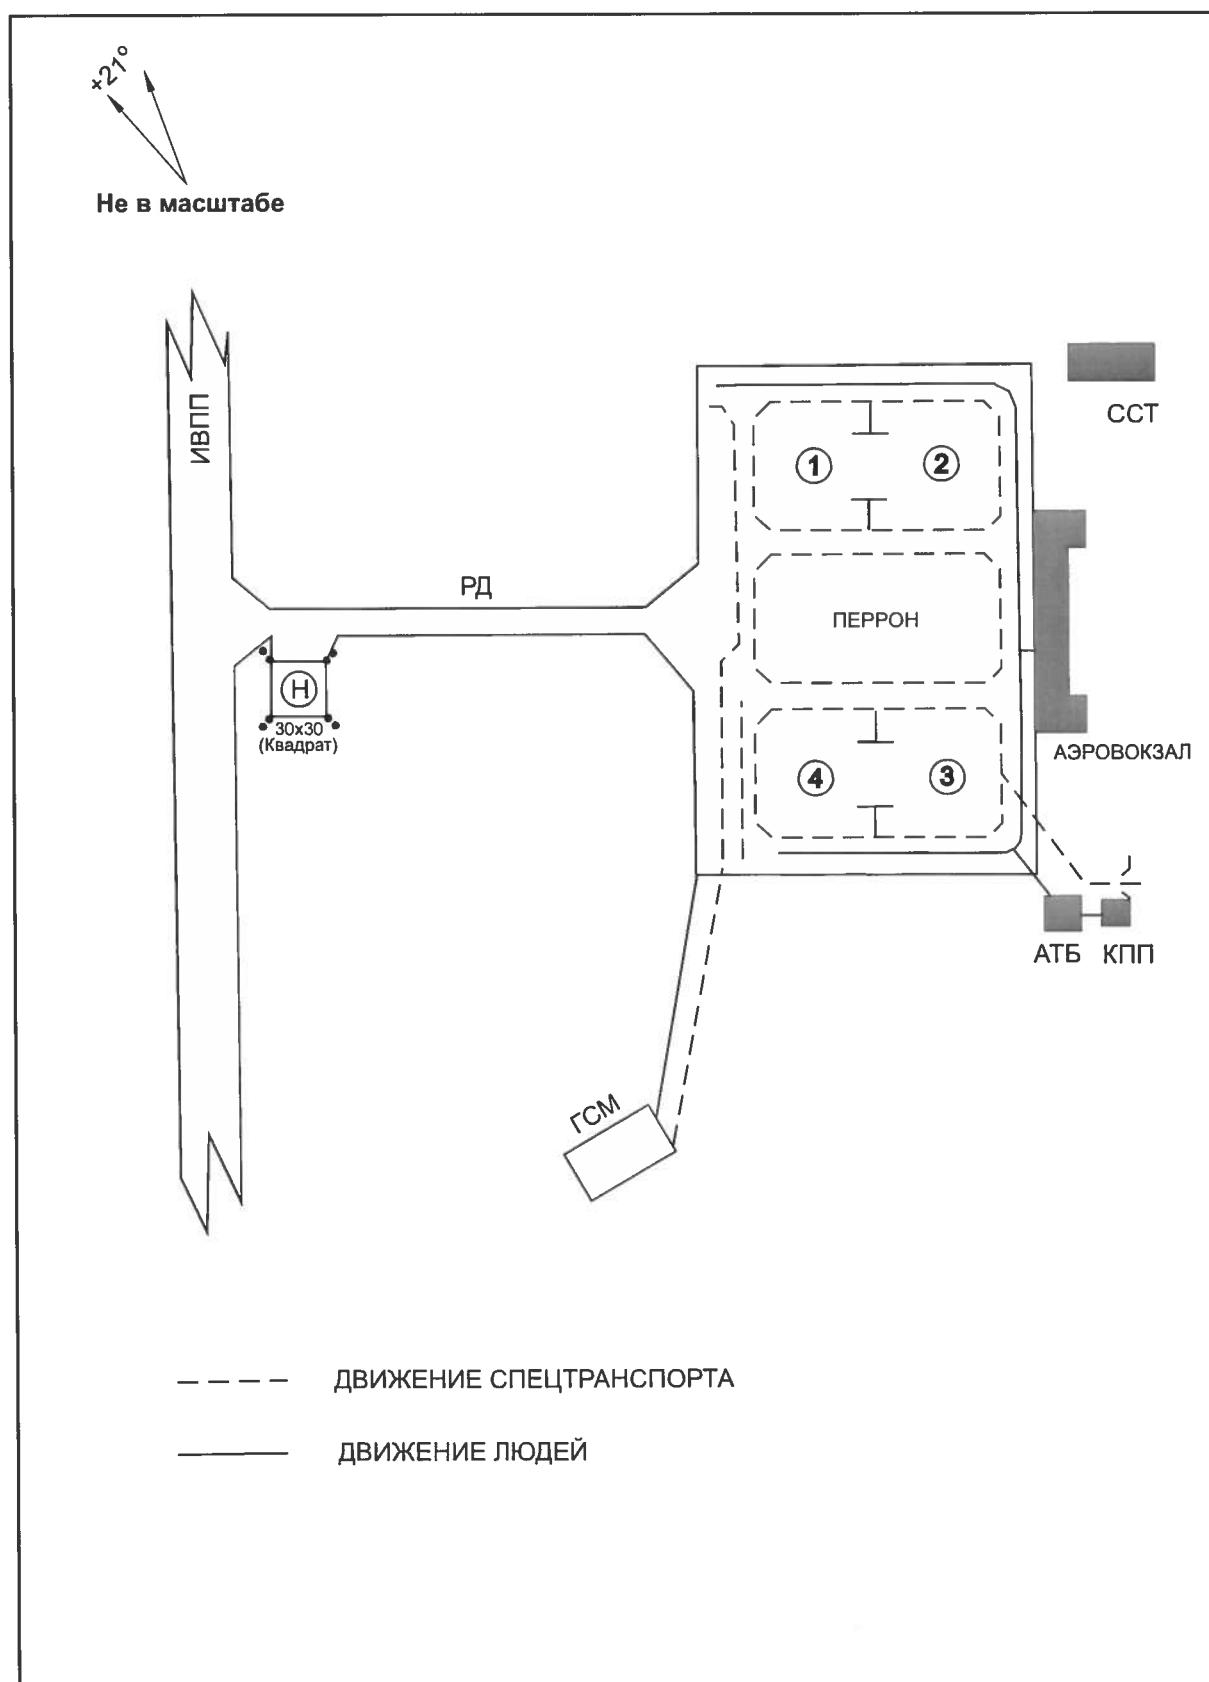 +21°
Не в масштабе
ИВПП
ССТ
1
2
РД
ПЕРРОН
Н
30х30
(Квадрат)
АЭРОВОКЗАЛ
4
3
АТБ
КПП
ГСМ
ДВИЖЕНИЕ СПЕЦТРАНСПОРТА
ДВИЖЕНИЕ ЛЮДЕЙ